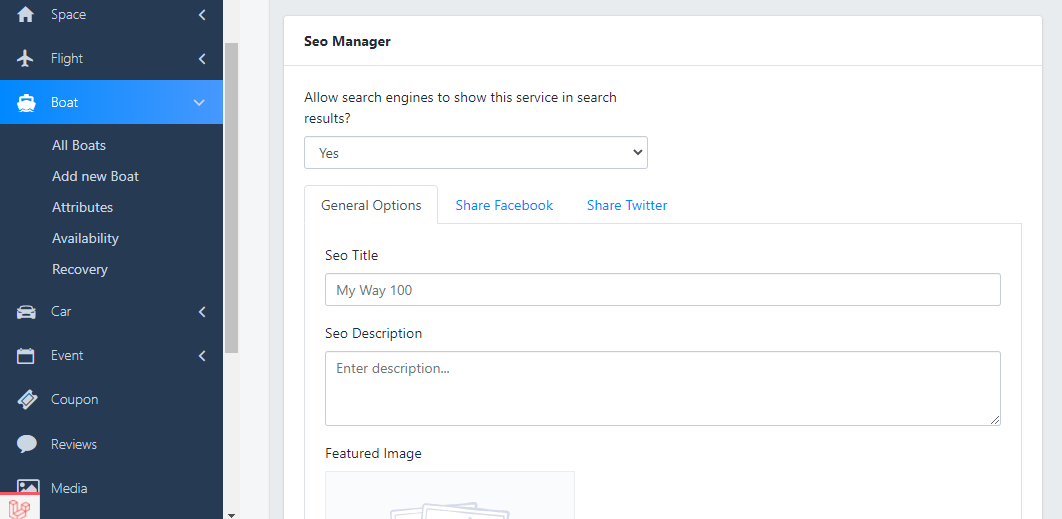 Space
Flight
Boat
All Boats
Add new Boat
Attributes
Availability
Recovery
Car
Event
Coupon
Reviews
Media
Seo Manager
Allow search engines to show this service in search
results?
Yes
General Options
Share Facebook
Share Twitter
Seo Title
My Way 100
Seo Description
Enter description...
Featured Image